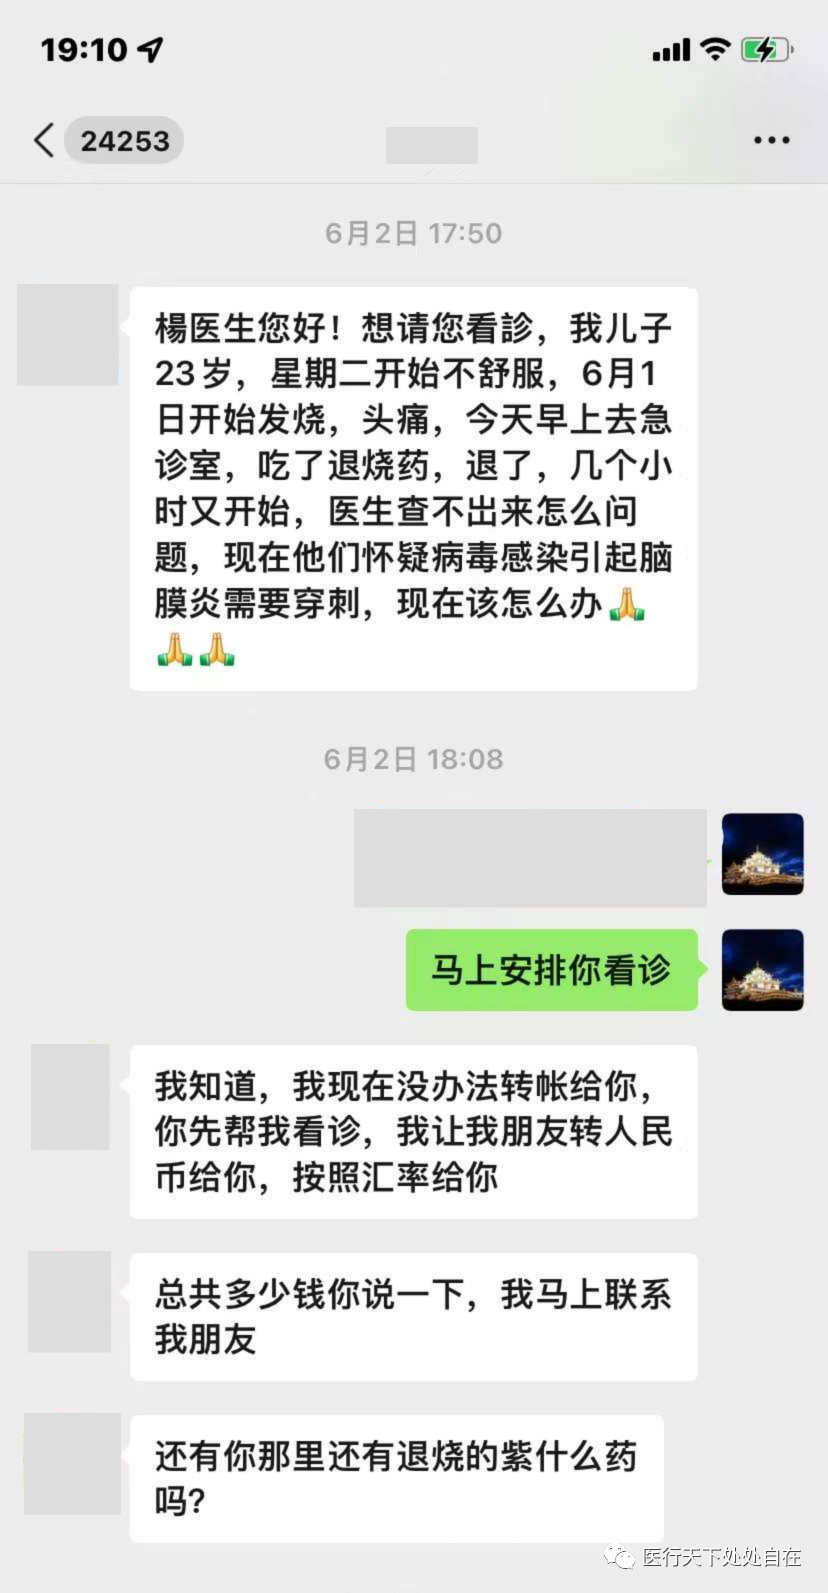 19:10
24253
6月2日 17:50
楊医生您好！想请您看診，我儿子
23岁，星期二开始不舒服，6月1
日开始发烧，头痛，今天早上去急
诊室，吃了退烧药，退了，几个小
时又开始，医生查不出来怎么问
题，现在他们怀疑病毒感染引起脑
膜炎需要穿刺，现在该怎么办🙏
🙏🙏
6月2日 18:08
马上安排你看诊
我知道，我现在没办法转帐给你，
你先帮我看诊，我让我朋友转人民
币给你，按照汇率给你
总共多少钱你说一下，我马上联系
我朋友
还有你那里还有退烧的紫什么药
吗?
医行天下处处自在